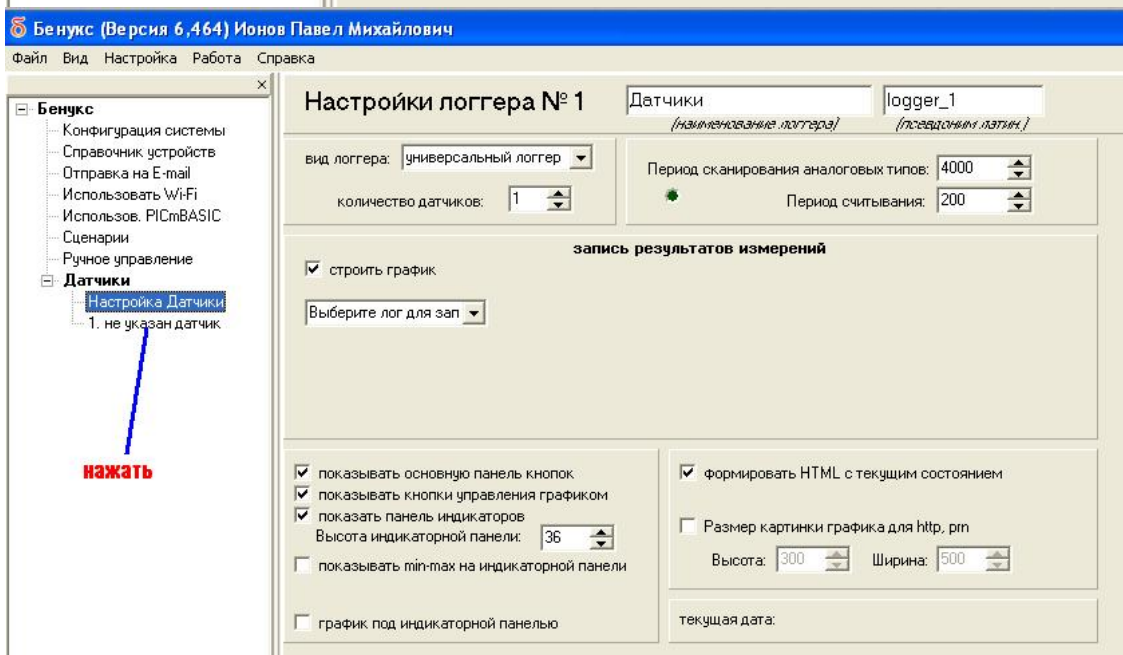 Бенукс (Версия 6,464) Ионов Павел Михайлович
Файл Вид Настройка Работа Справка
Бенукс
Конфигурация системы
Справочник устройств
Отправка на E-mail
Использовать Wi-Fi
Использов. PICmBASIC
Сценарии
Ручное управление
Датчики
Настройка Датчики
1. не указан датчик
нажать
Настройки логгера № 1
Датчики
logger_1
(наименование логгера)
(псевдоним латин.)
вид логгера: универсальный логгер
количество датчиков: 1
Период сканирования аналоговых типов: 4000
Период считывания: 200
запись результатов измерений
строить график
Выберите лог для зап
показывать основную панель кнопок
показывать кнопки управления графиком
показать панель индикаторов
Высота индикаторной панели: 36
показывать min-max на индикаторной панели
график под индикаторной панелью
формировать HTML с текущим состоянием
Размер картинки графика для http, prn
Высота: 300 Ширина: 500
текущая дата: